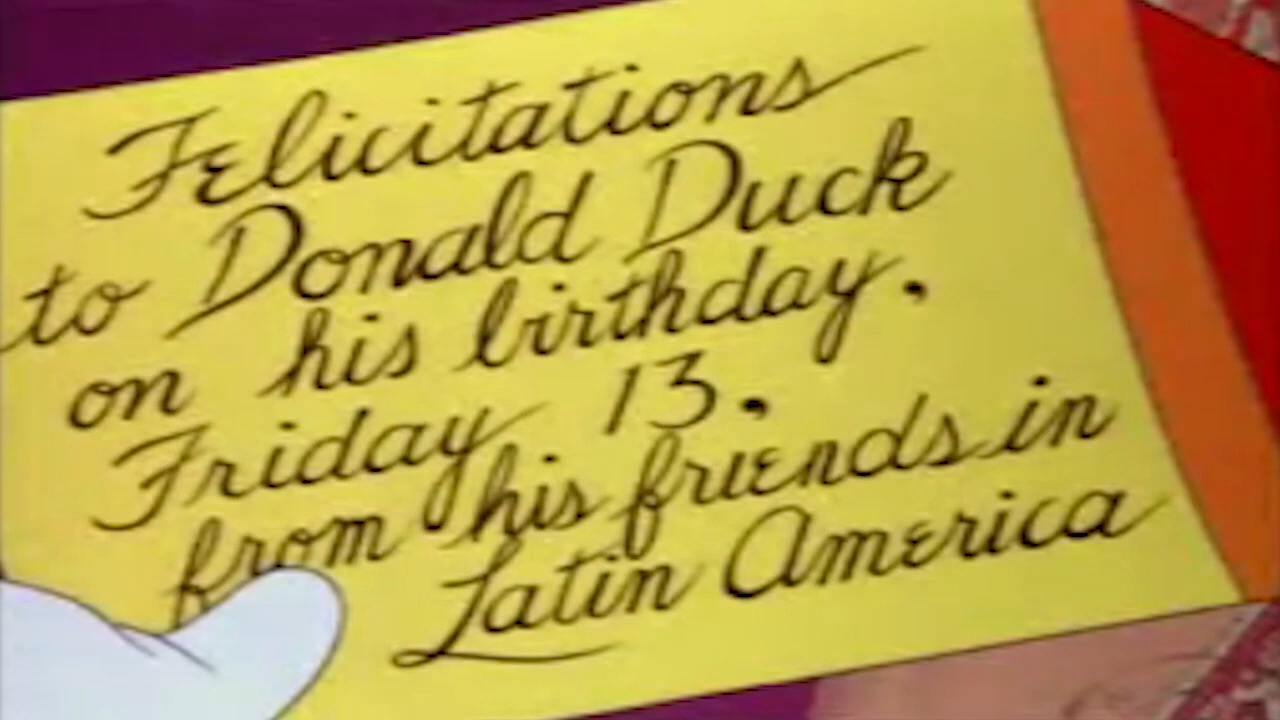 Felicitations
to Donald Duck
on his birthday.
Friday 13.
from his friends in
Latin America